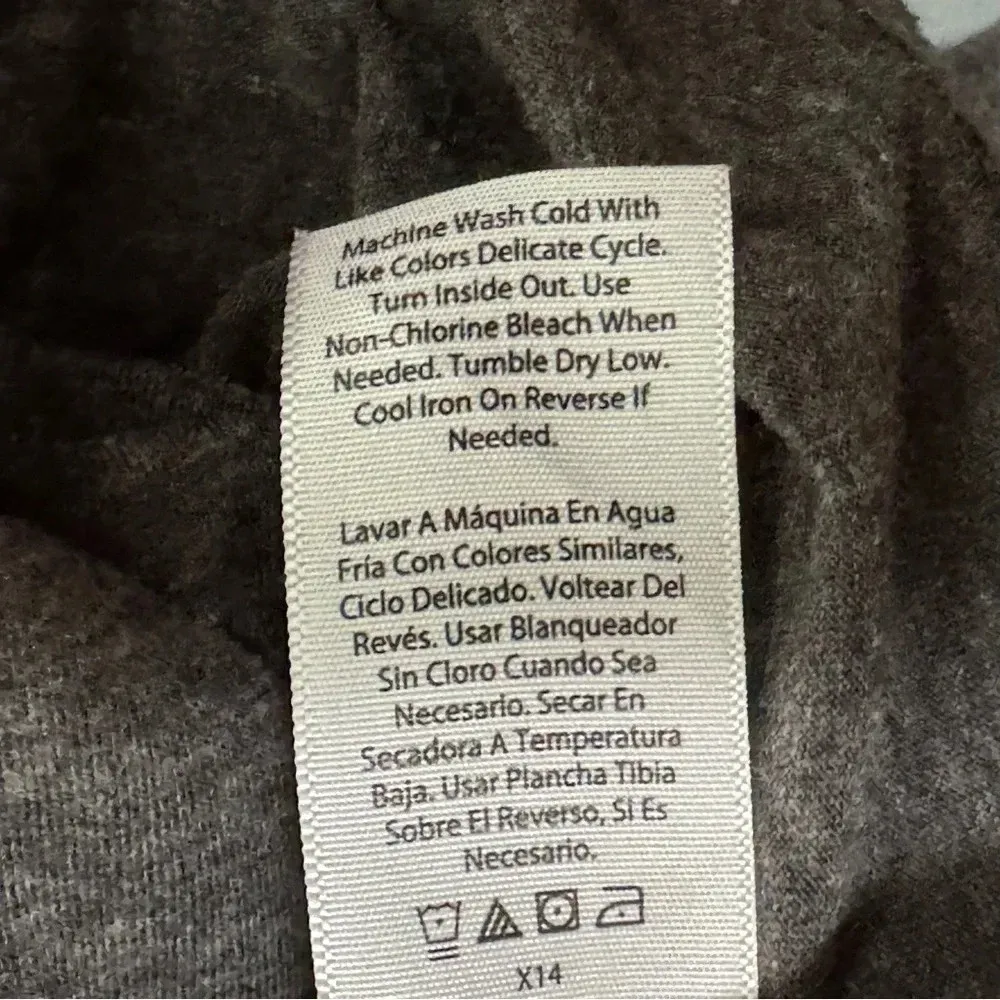 Machine Wash Cold With
Like Colors Delicate Cycle.
Turn Inside Out. Use
Non-Chlorine Bleach When
Needed. Tumble Dry Low.
Cool Iron On Reverse If
Needed.
Lavar A Máquina En Agua
Fría Con Colores Similares,
Ciclo Delicado. Voltear Del
Revés. Usar Blanqueador
Sin Cloro Cuando Sea
Necesario. Secar En
Secadora A Temperatura
Baja. Usar Plancha Tibia
Sobre El Reverso, Si Es
Necesario.
X14